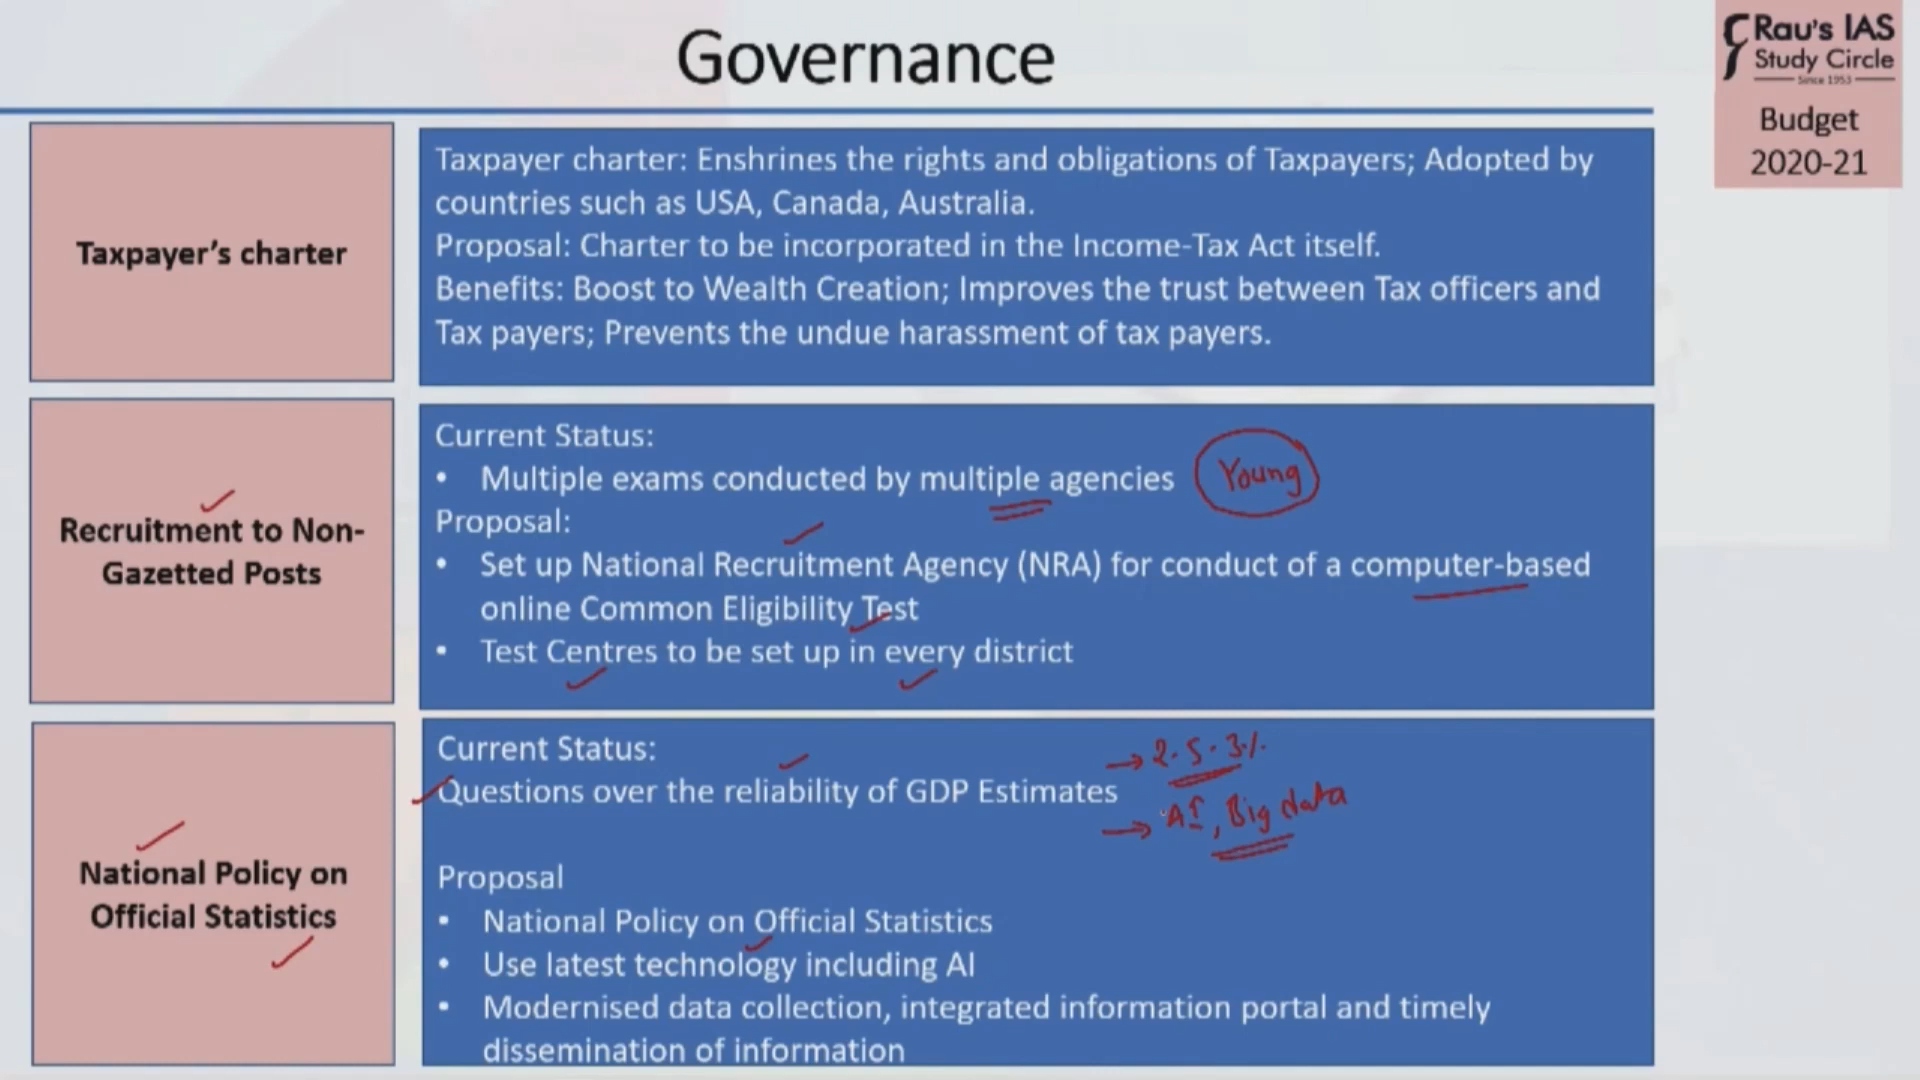 Governance
Rau's IAS
Study Circle
Since 1953
Budget
2020-21
Taxpayer's charter
Taxpayer charter: Enshrines the rights and obligations of Taxpayers; Adopted by
countries such as USA, Canada, Australia.
Proposal: Charter to be incorporated in the Income-Tax Act itself.
Benefits: Boost to Wealth Creation; Improves the trust between Tax officers and
Tax payers; Prevents the undue harassment of tax payers.
Recruitment to Non-
Gazetted Posts
Current Status:
• Multiple exams conducted by multiple agencies
Young
Proposal:
• Set up National Recruitment Agency (NRA) for conduct of a computer-based
online Common Eligibility Test
• Test Centres to be set up in every district
National Policy on
Official Statistics
Current Status:
Questions over the reliability of GDP Estimates
→ 2.5.3%
→ AI, Big data
Proposal
• National Policy on Official Statistics
• Use latest technology including AI
• Modernised data collection, integrated information portal and timely
dissemination of information